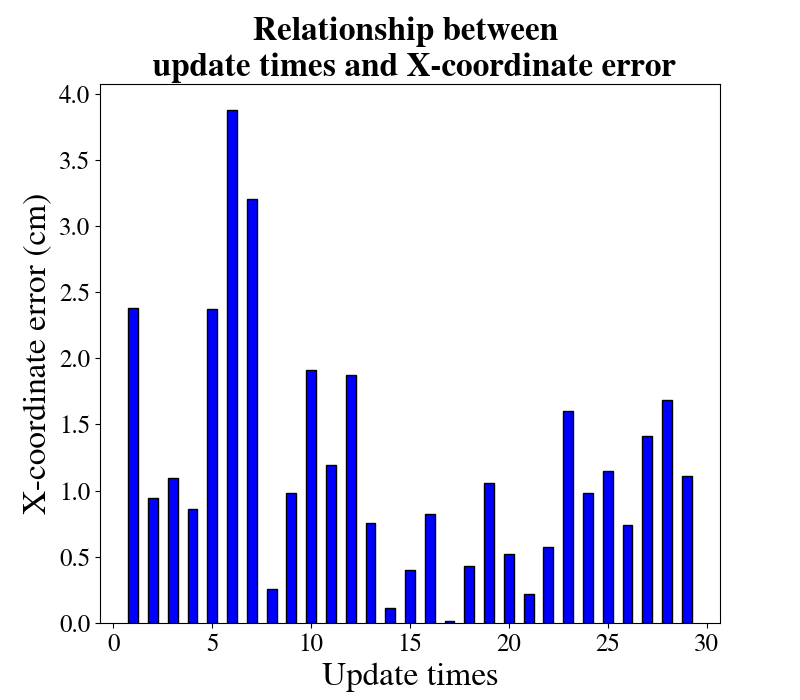 Relationship between
update times and X-coordinate error
X-coordinate error (cm)
4.0
3.5
3.0
2.5
2.0
1.5
1.0
0.5
0.0
0 5 10 15 20 25 30
Update times